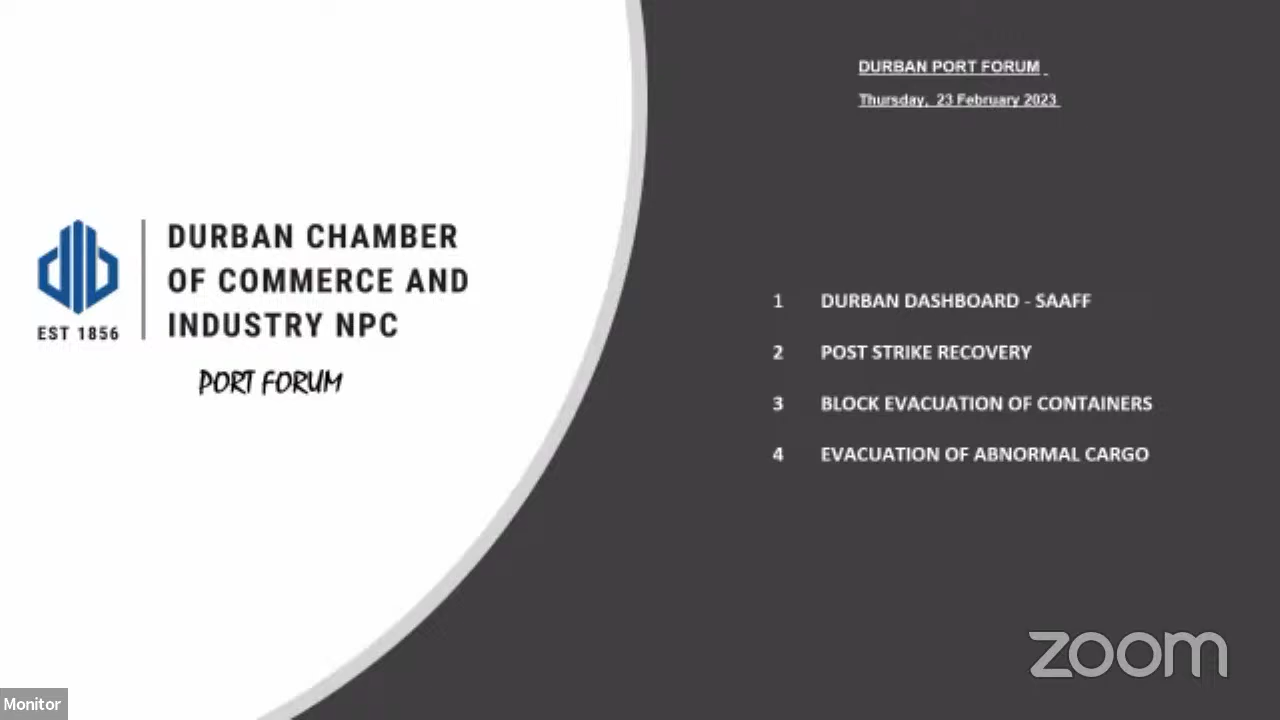 DURBAN CHAMBER
OF COMMERCE AND
INDUSTRY NPC
EST 1856
PORT FORUM
DURBAN PORT FORUM
Thursday, 23 February 2023
1 DURBAN DASHBOARD - SAAFF
2 POST STRIKE RECOVERY
3 BLOCK EVACUATION OF CONTAINERS
4 EVACUATION OF ABNORMAL CARGO
zoom
Monitor